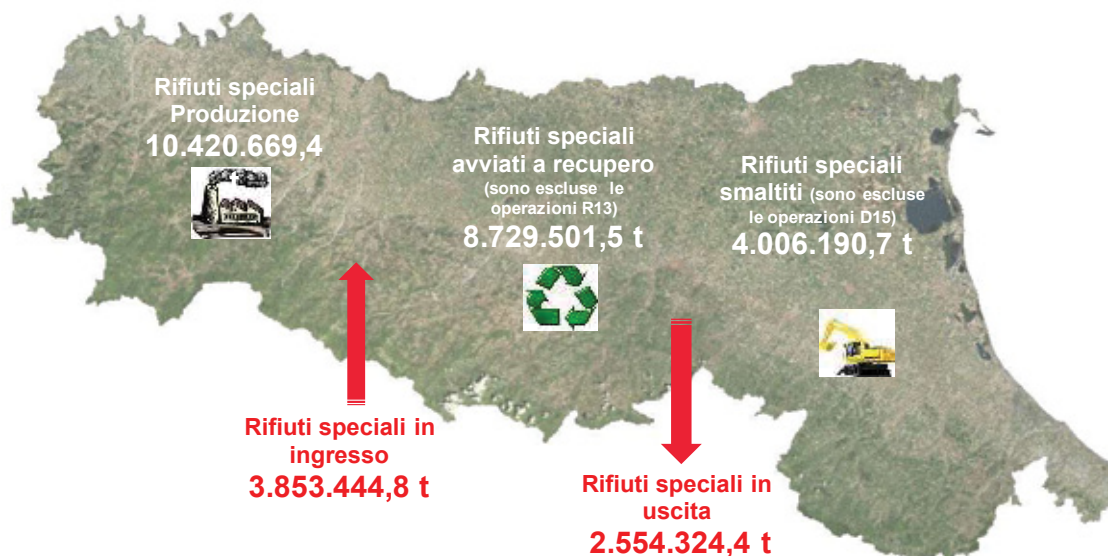 Rifiuti speciali
Produzione
10.420.669,4
Rifiuti speciali
avviati a recupero
(sono escluse le
operazioni R13)
8.729.501,5 t
Rifiuti speciali
smaltiti (sono escluse
le operazioni D15)
4.006.190,7 t
Rifiuti speciali in
ingresso
3.853.444,8 t
Rifiuti speciali in
uscita
2.554.324,4 t